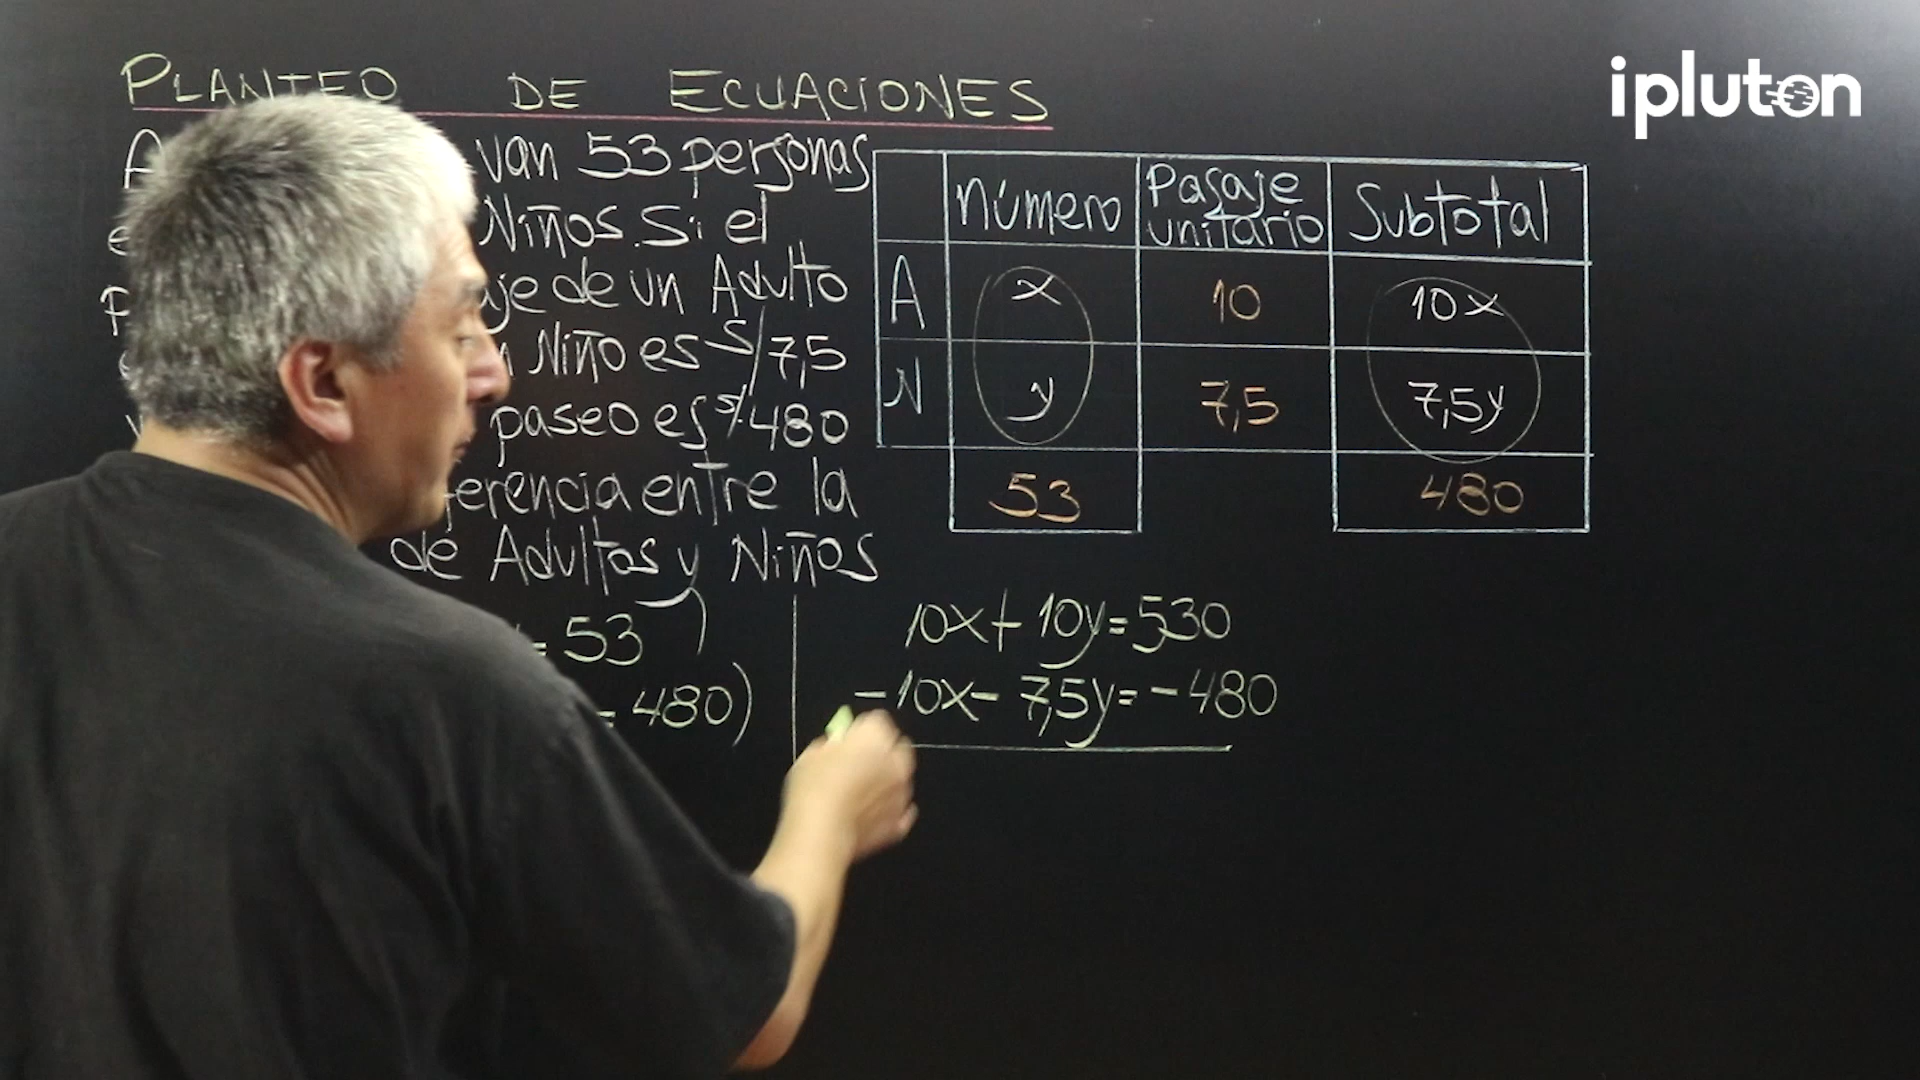 PLANTEO DE ECUACIONES
van 53 personas
Niños. Si el
de un Adulto
Niño es S/7,5
paseo es S/.480
entre la
de Adultos y Niños
= 53 )
= 480)
Número Pasaje unitario Subtotal
A x 10 10x
N y 7,5 7,5y
53 480
10x + 10y = 530
-10x - 7,5y = -480
ipluton